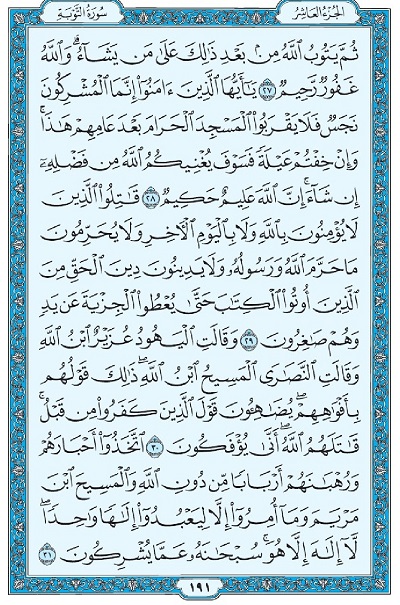 الجزء العاشر
سورة التوبة
ثُمَّ يَتُوبُ ٱللَّهُ مِنۢ بَعْدِ ذَٰلِكَ عَلَىٰ مَن يَشَآءُ ۗ وَٱللَّهُ
غَفُورٌ رَّحِيمٌ ٢٧ يَٰٓأَيُّهَا ٱلَّذِينَ ءَامَنُوٓا۟ إِنَّمَا ٱلْمُشْرِكُونَ
نَجَسٌ فَلَا يَقْرَبُوا۟ ٱلْمَسْجِدَ ٱلْحَرَامَ بَعْدَ عَامِهِمْ هَٰذَا ۚ
وَإِنْ خِفْتُمْ عَيْلَةً فَسَوْفَ يُغْنِيكُمُ ٱللَّهُ مِن فَضْلِهِۦٓ
إِن شَآءَ ۚ إِنَّ ٱللَّهَ عَلِيمٌ حَكِيمٌ ٢٨ قَٰتِلُوا۟ ٱلَّذِينَ
لَا يُؤْمِنُونَ بِٱللَّهِ وَلَا بِٱلْيَوْمِ ٱلْءَاخِرِ وَلَا يُحَرِّمُونَ
مَا حَرَّمَ ٱللَّهُ وَرَسُولُهُۥ وَلَا يَدِينُونَ دِينَ ٱلْحَقِّ مِنَ
ٱلَّذِينَ أُوتُوا۟ ٱلْكِتَٰبَ حَتَّىٰ يُعْطُوا۟ ٱلْجِزْيَةَ عَن يَدٍ
وَهُمْ صَٰغِرُونَ ٢٩ وَقَالَتِ ٱلْيَهُودُ عُزَيْرٌ ٱبْنُ ٱللَّهِ
وَقَالَتِ ٱلنَّصَٰرَى ٱلْمَسِيحُ ٱبْنُ ٱللَّهِ ۖ ذَٰلِكَ قَوْلُهُم
بِأَفْوَٰهِهِمْ ۖ يُضَٰهِـُٔونَ قَوْلَ ٱلَّذِينَ كَفَرُوا۟ مِن قَبْلُ ۚ
قَٰتَلَهُمُ ٱللَّهُ ۚ أَنَّىٰ يُؤْفَكُونَ ٣٠ ٱتَّخَذُوٓا۟ أَحْبَارَهُمْ
وَرُهْبَٰنَهُمْ أَرْبَابًا مِّن دُونِ ٱللَّهِ وَٱلْمَسِيحَ ٱبْنَ
مَرْيَمَ وَمَآ أُمِرُوٓا۟ إِلَّا لِيَعْبُدُوٓا۟ إِلَٰهًا وَٰحِدًا ۖ
لَّآ إِلَٰهَ إِلَّا هُوَ ۚ سُبْحَٰنَهُۥ عَمَّا يُشْرِكُونَ ٣١
١٩١